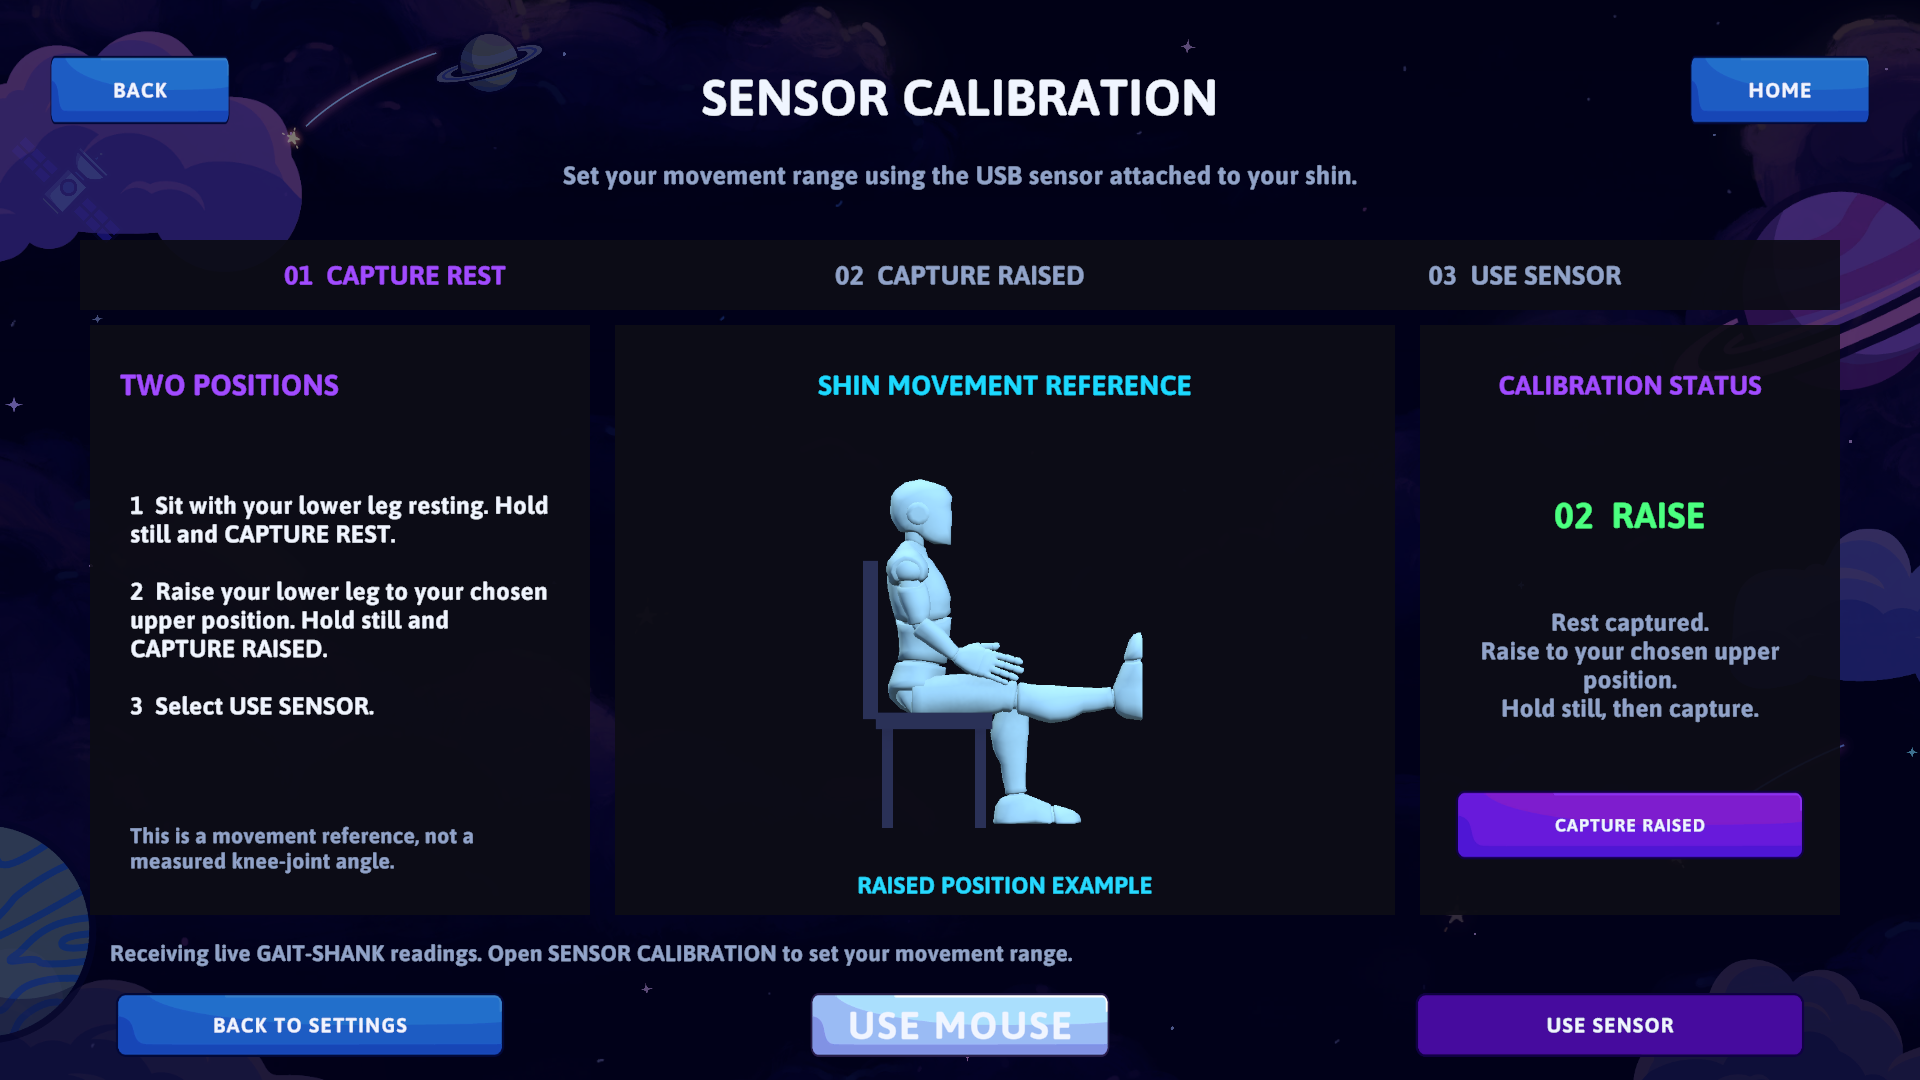 BACK
SENSOR CALIBRATION
HOME
Set your movement range using the USB sensor attached to your shin.
01 CAPTURE REST
02 CAPTURE RAISED
03 USE SENSOR
TWO POSITIONS
1 Sit with your lower leg resting. Hold
still and CAPTURE REST.
2 Raise your lower leg to your chosen
upper position. Hold still and
CAPTURE RAISED.
3 Select USE SENSOR.
This is a movement reference, not a
measured knee-joint angle.
SHIN MOVEMENT REFERENCE
RAISED POSITION EXAMPLE
CALIBRATION STATUS
02 RAISE
Rest captured.
Raise to your chosen upper
position.
Hold still, then capture.
CAPTURE RAISED
Receiving live GAIT-SHANK readings. Open SENSOR CALIBRATION to set your movement range.
BACK TO SETTINGS
USE MOUSE
USE SENSOR